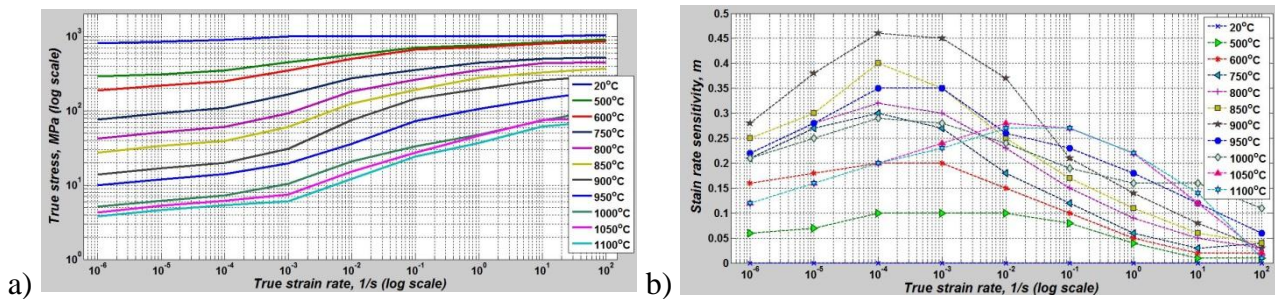 a)
True stress, MPa (log scale)
10³
10²
10¹
10⁰
10⁻⁶ 10⁻⁵ 10⁻⁴ 10⁻³ 10⁻² 10⁻¹ 10⁰ 10¹ 10²
True strain rate, 1/s (log scale)
20°C
500°C
600°C
750°C
800°C
850°C
900°C
950°C
1000°C
1050°C
1100°C
b)
Stain rate sensitivity, m
0.5
0.45
0.4
0.35
0.3
0.25
0.2
0.15
0.1
0.05
0
10⁻⁶ 10⁻⁵ 10⁻⁴ 10⁻³ 10⁻² 10⁻¹ 10⁰ 10¹ 10²
True strain rate, 1/s (log scale)
20°C
500°C
600°C
750°C
800°C
850°C
900°C
950°C
1000°C
1050°C
1100°C